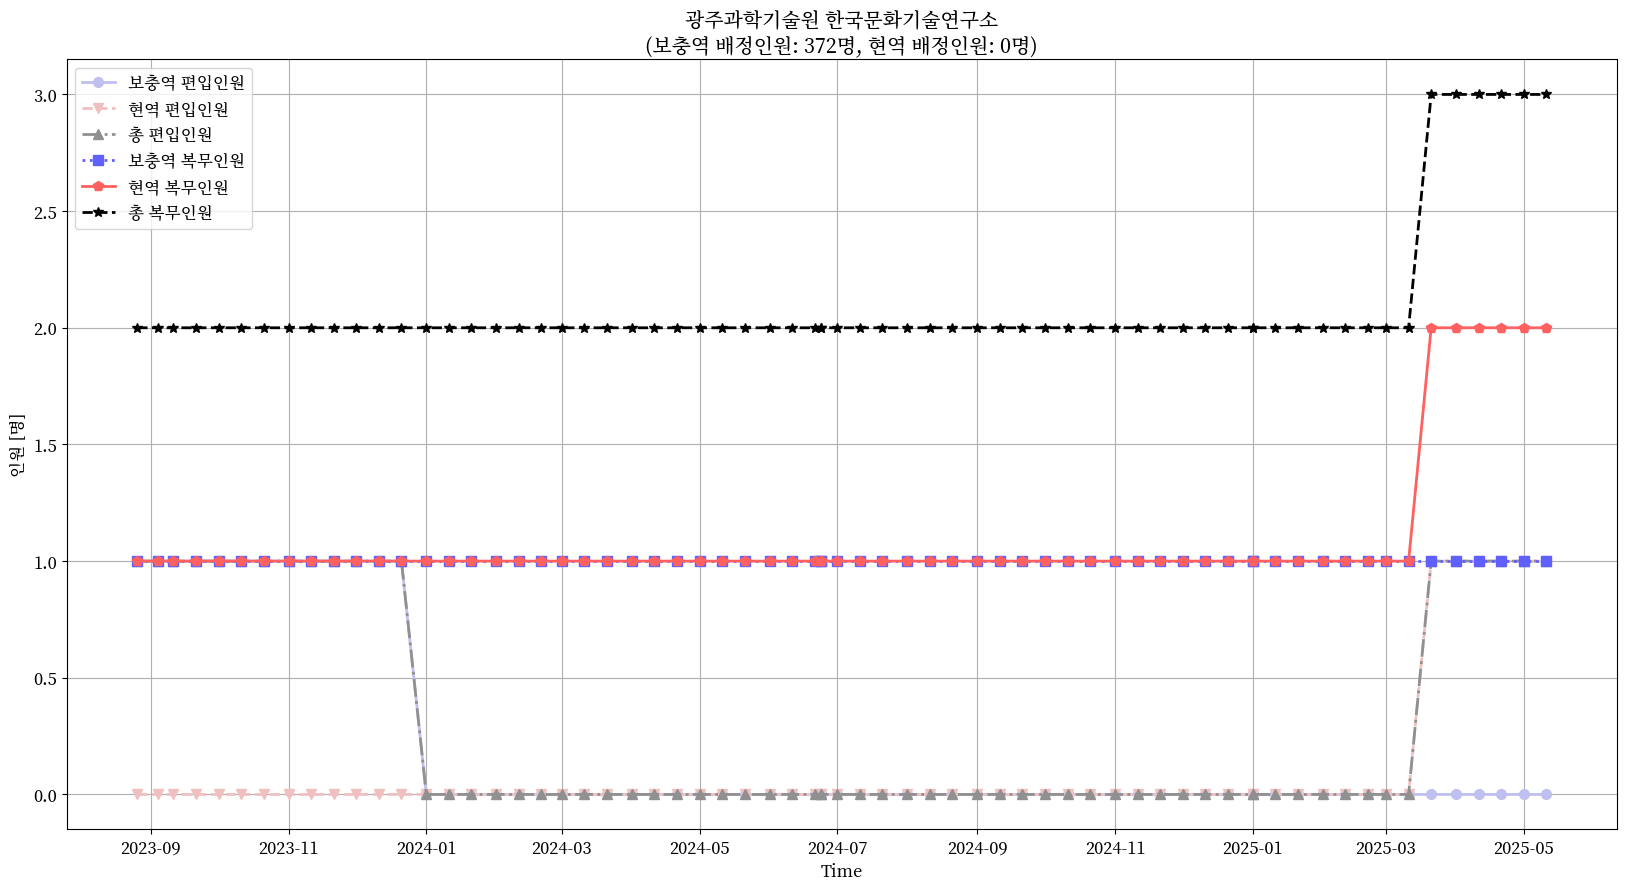 광주과학기술원 한국문화기술연구소
(보충역 배정인원: 372명, 현역 배정인원: 0명)
보충역 편입인원
현역 편입인원
총 편입인원
보충역 복무인원
현역 복무인원
총 복무인원
3.0
2.5
2.0
1.5
1.0
0.5
0.0
인원 [명]
2023-09 2023-11 2024-01 2024-03 2024-05 2024-07 2024-09 2024-11 2025-01 2025-03 2025-05
Time